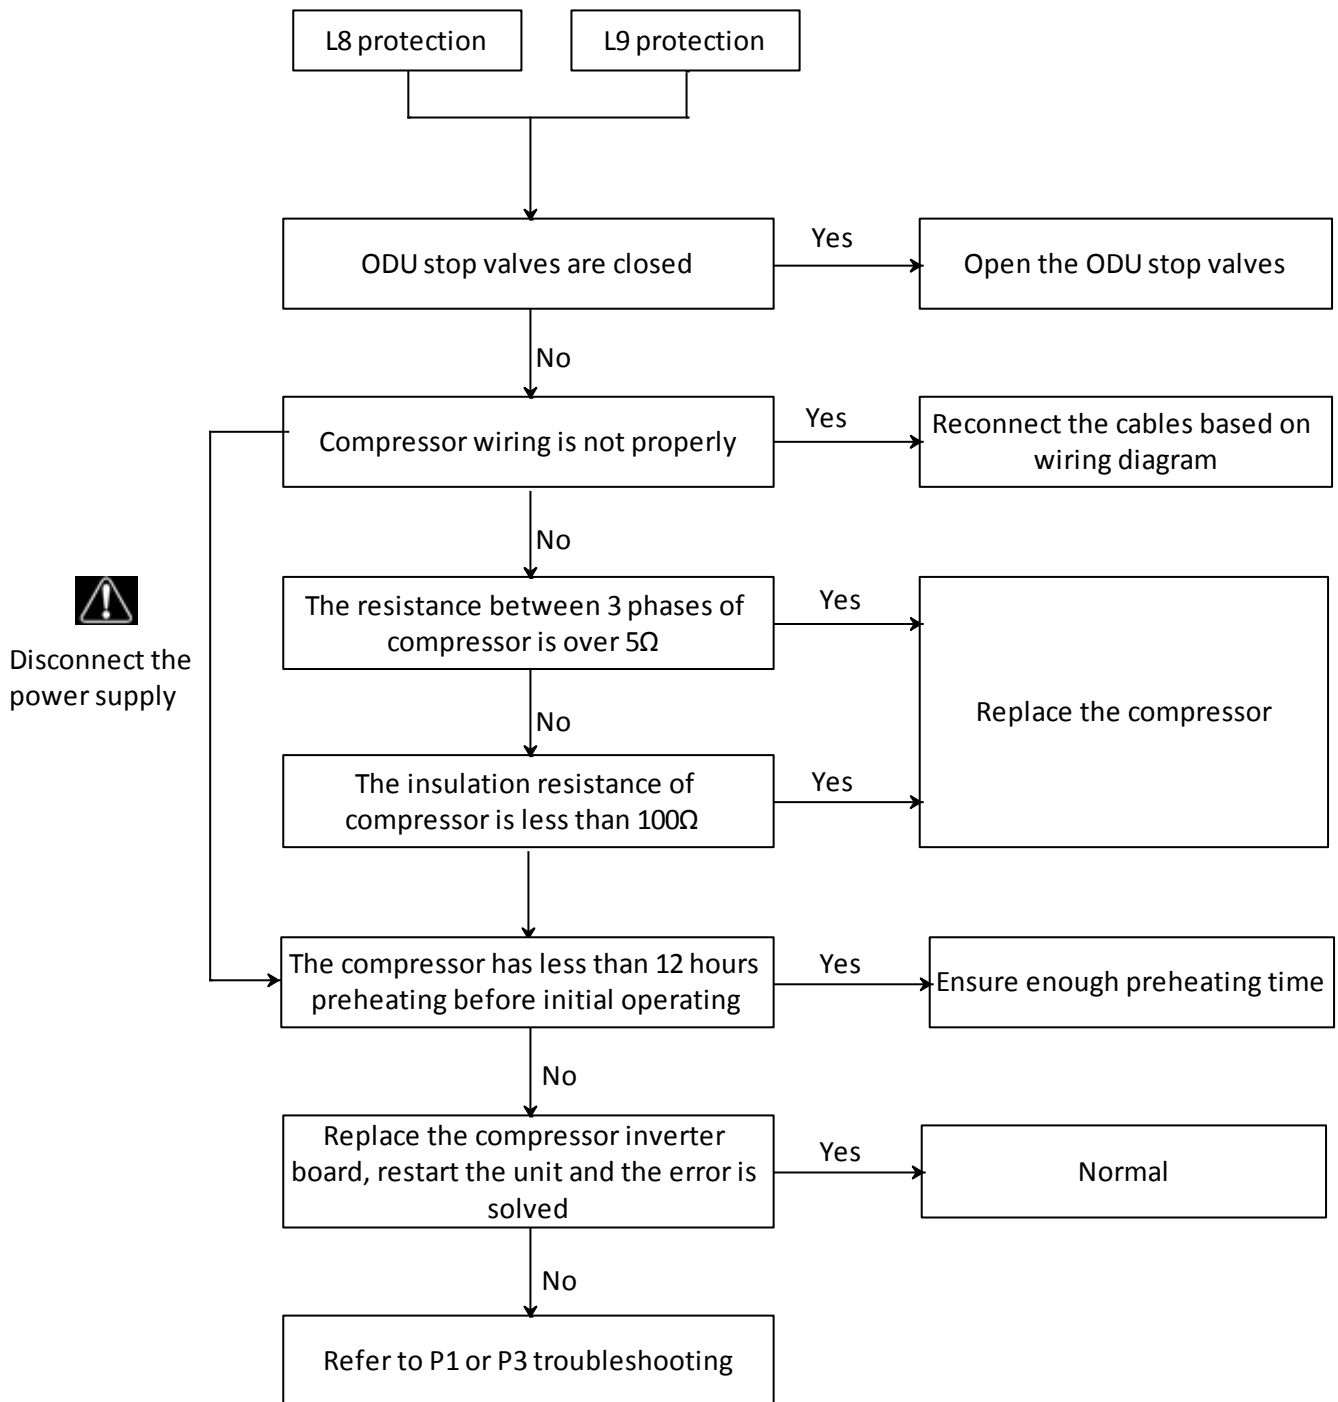 L8 protection
L9 protection
ODU stop valves are closed
Yes
Open the ODU stop valves
No
Compressor wiring is not properly
Yes
Reconnect the cables based on
wiring diagram
No
Disconnect the
power supply
The resistance between 3 phases of
compressor is over 5Ω
Yes
Replace the compressor
No
The insulation resistance of
compressor is less than 100Ω
Yes
The compressor has less than 12 hours
preheating before initial operating
Yes
Ensure enough preheating time
No
Replace the compressor inverter
board, restart the unit and the error is
solved
Yes
Normal
No
Refer to P1 or P3 troubleshooting